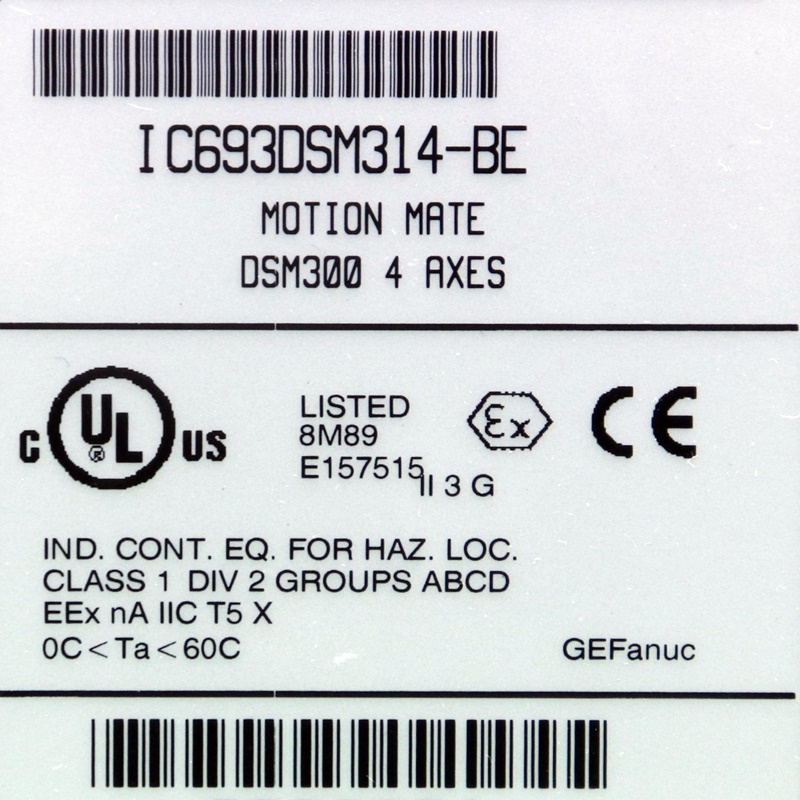 IC693DSM314-BE
MOTION MATE
DSM300 4 AXES
C UL ® US
LISTED
8M89
E157515
II 3 G
Ex
CE
IND. CONT. EQ. FOR HAZ. LOC.
CLASS 1 DIV 2 GROUPS ABCD
EEx nA IIC T5 X
0C < Ta < 60C
GEFanuc